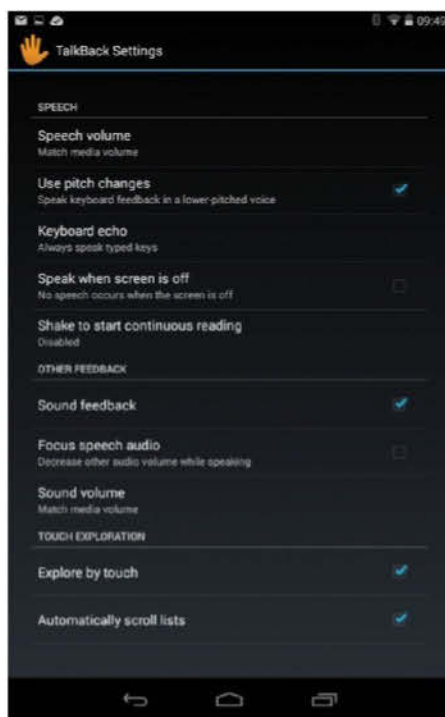 09:49
TalkBack Settings
SPEECH
Speech volume
Match media volume
Use pitch changes
Speak keyboard feedback in a lower-pitched voice
Keyboard echo
Always speak typed keys
Speak when screen is off
No speech occurs when the screen is off
Shake to start continuous reading
Disabled
OTHER FEEDBACK
Sound feedback
Focus speech audio
Decrease other audio volume while speaking
Sound volume
Match media volume
TOUCH EXPLORATION
Explore by touch
Automatically scroll lists